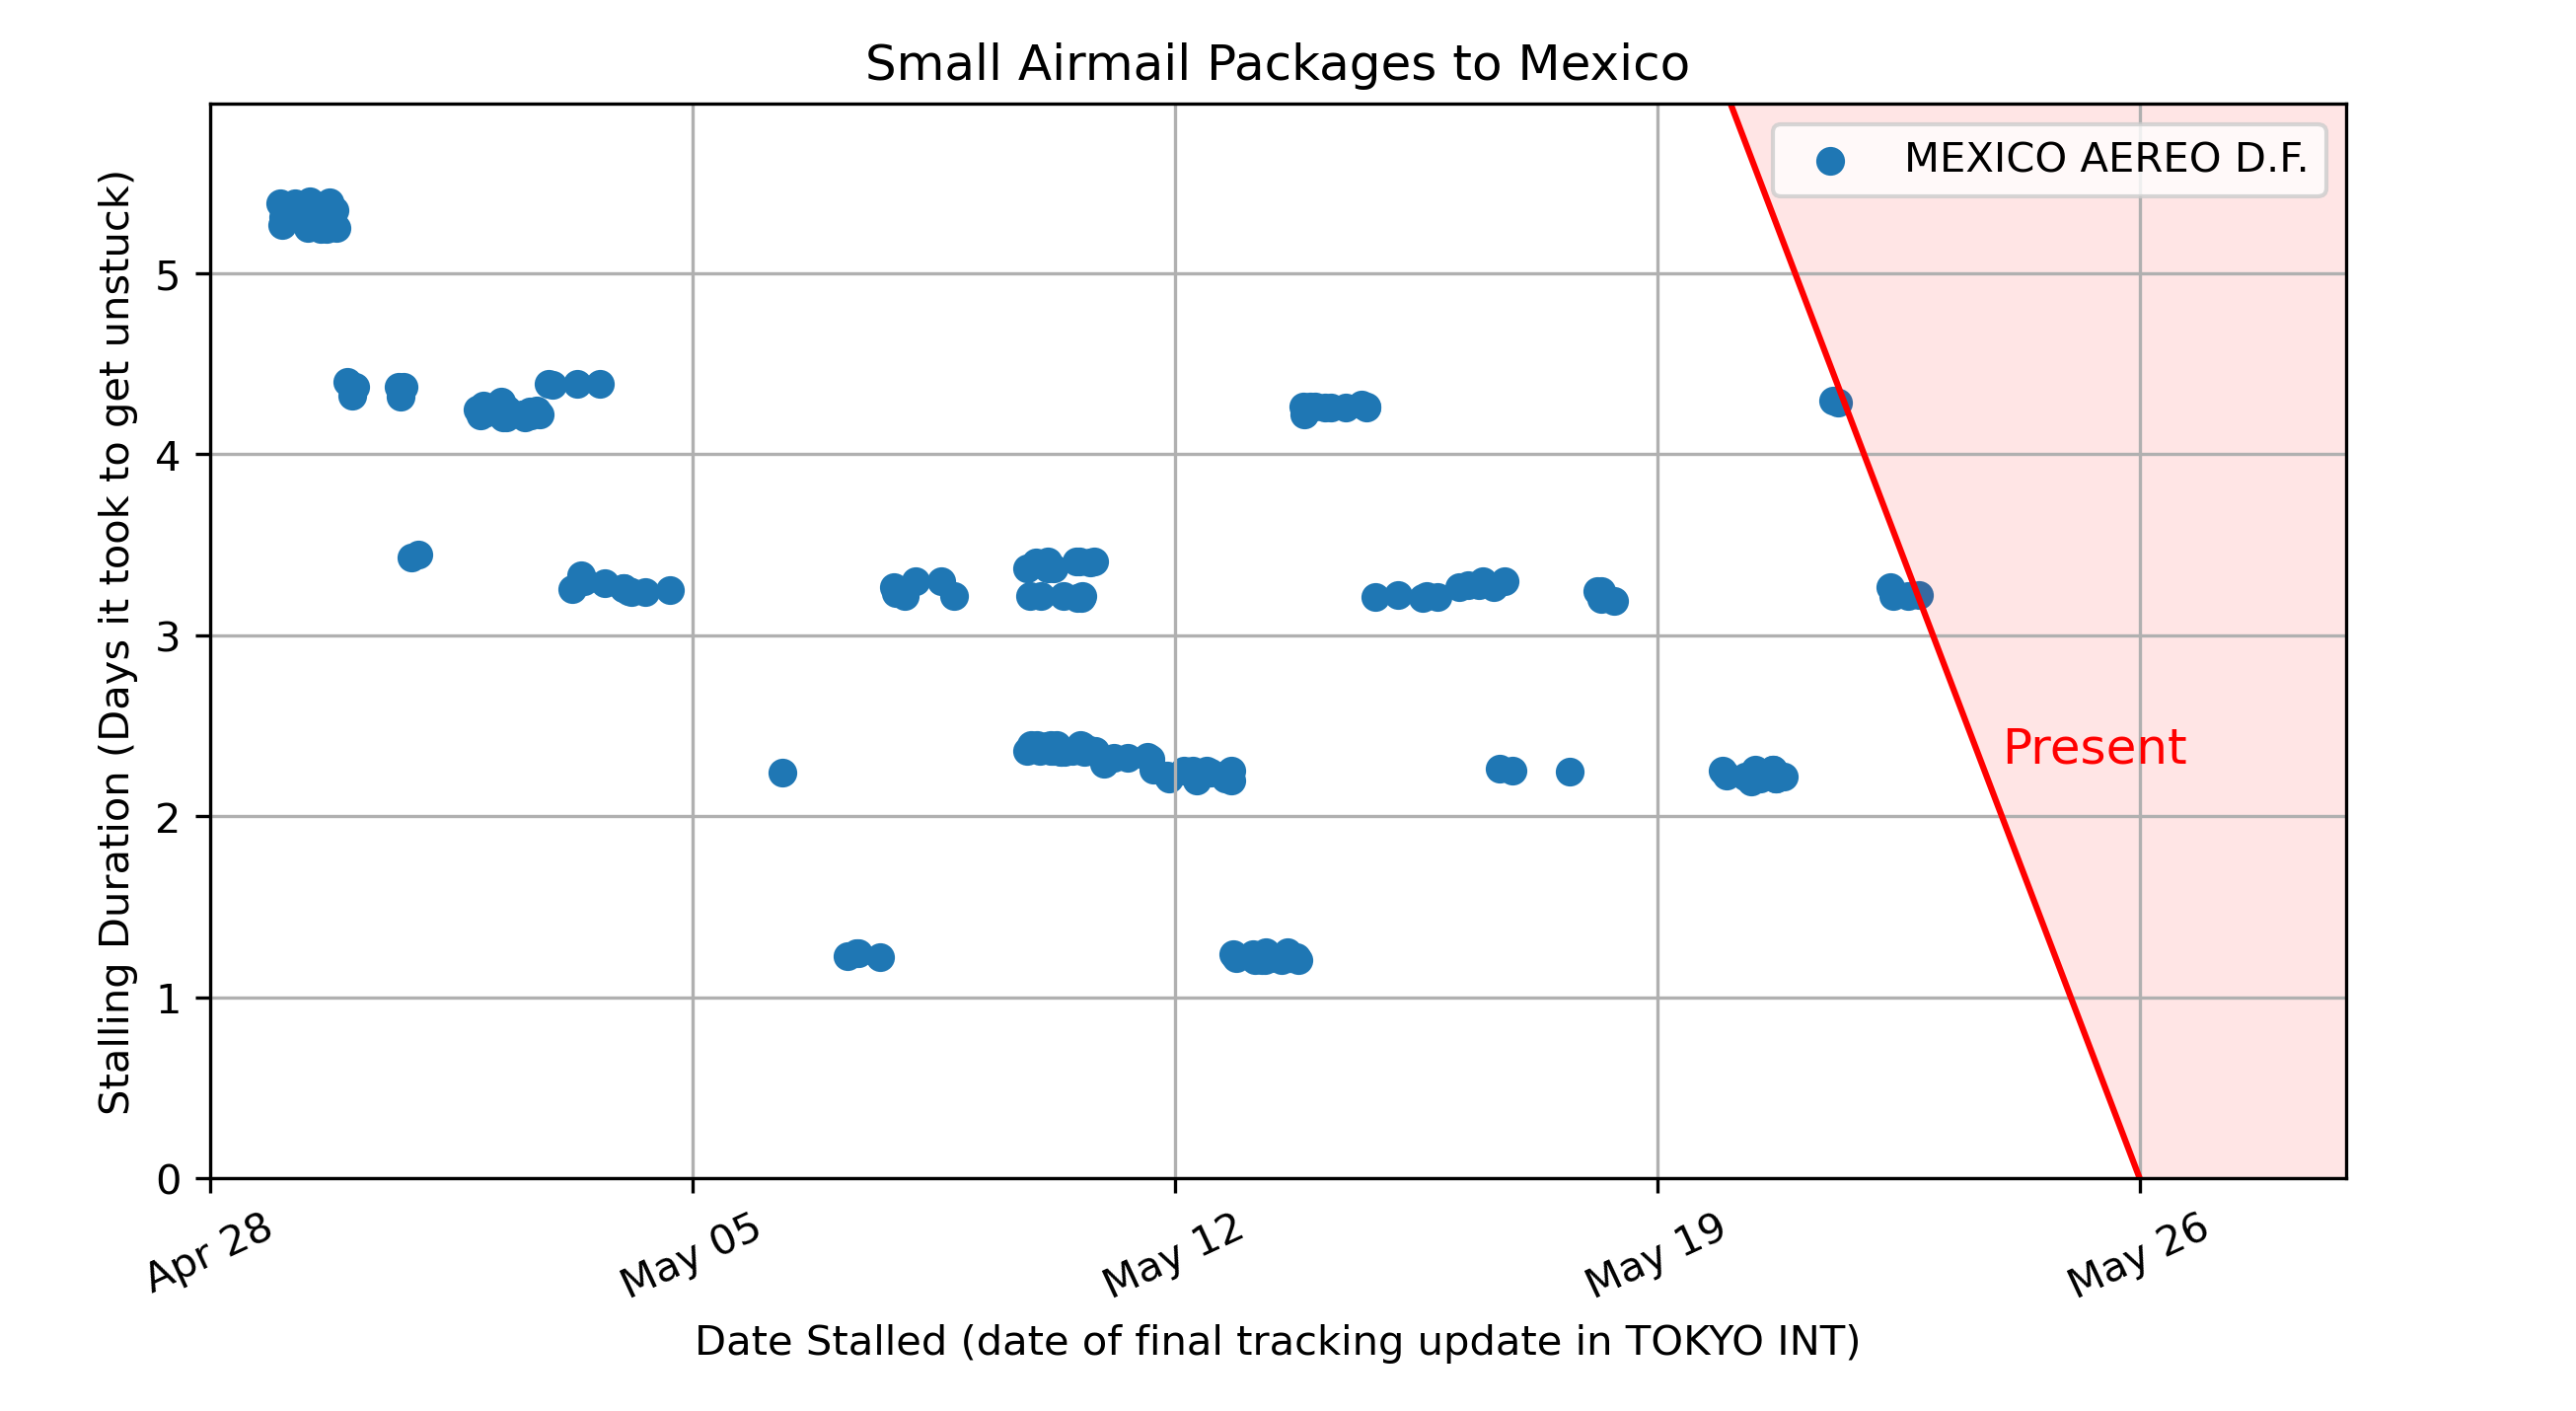 Small Airmail Packages to Mexico
MEXICO AEREO D.F.
Stalling Duration (Days it took to get unstuck)
5
4
3
2
1
0
Present
Apr 28
May 05
May 12
May 19
May 26
Date Stalled (date of final tracking update in TOKYO INT)